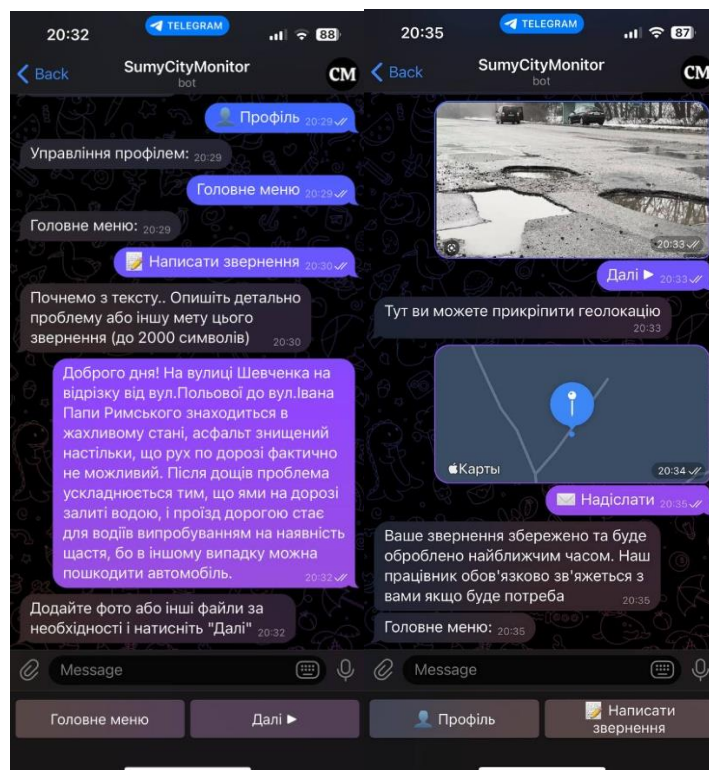 20:32
TELEGRAM
88
Back
SumyCityMonitor
bot
CM
👤 Профіль 20:29
Управління профілем: 20:29
Головне меню 20:29
Головне меню: 20:29
📝 Написати звернення 20:30
Почнемо з тексту.. Опишіть детально
проблему або іншу мету цього
звернення (до 2000 символів) 20:30
Доброго дня! На вулиці Шевченка на
відрізку від вул.Польової до вул.Івана
Папи Римського знаходиться в
жахливому стані, асфальт знищений
настільки, що рух по дорозі фактично
не можливий. Після дощів проблема
ускладнюється тим, що ями на дорозі
залиті водою, і проїзд дорогою стає
для водіїв випробуванням на наявність
щастя, бо в іншому випадку можна
пошкодити автомобіль. 20:32
Додайте фото або інші файли за
необхідності і натисніть "Далі" 20:32
Message
Головне меню
Далі ▶
20:35
TELEGRAM
87
Back
SumyCityMonitor
bot
CM
20:33
Далі ▶ 20:33
Тут ви можете прикріпити геолокацію
20:33
Карты
20:34
✉️ Надіслати 20:35
Ваше звернення збережено та буде
оброблено найближчим часом. Наш
працівник обов'язково зв'яжеться з
вами якщо буде потреба 20:35
Головне меню: 20:35
Message
👤 Профіль
📝 Написати
звернення